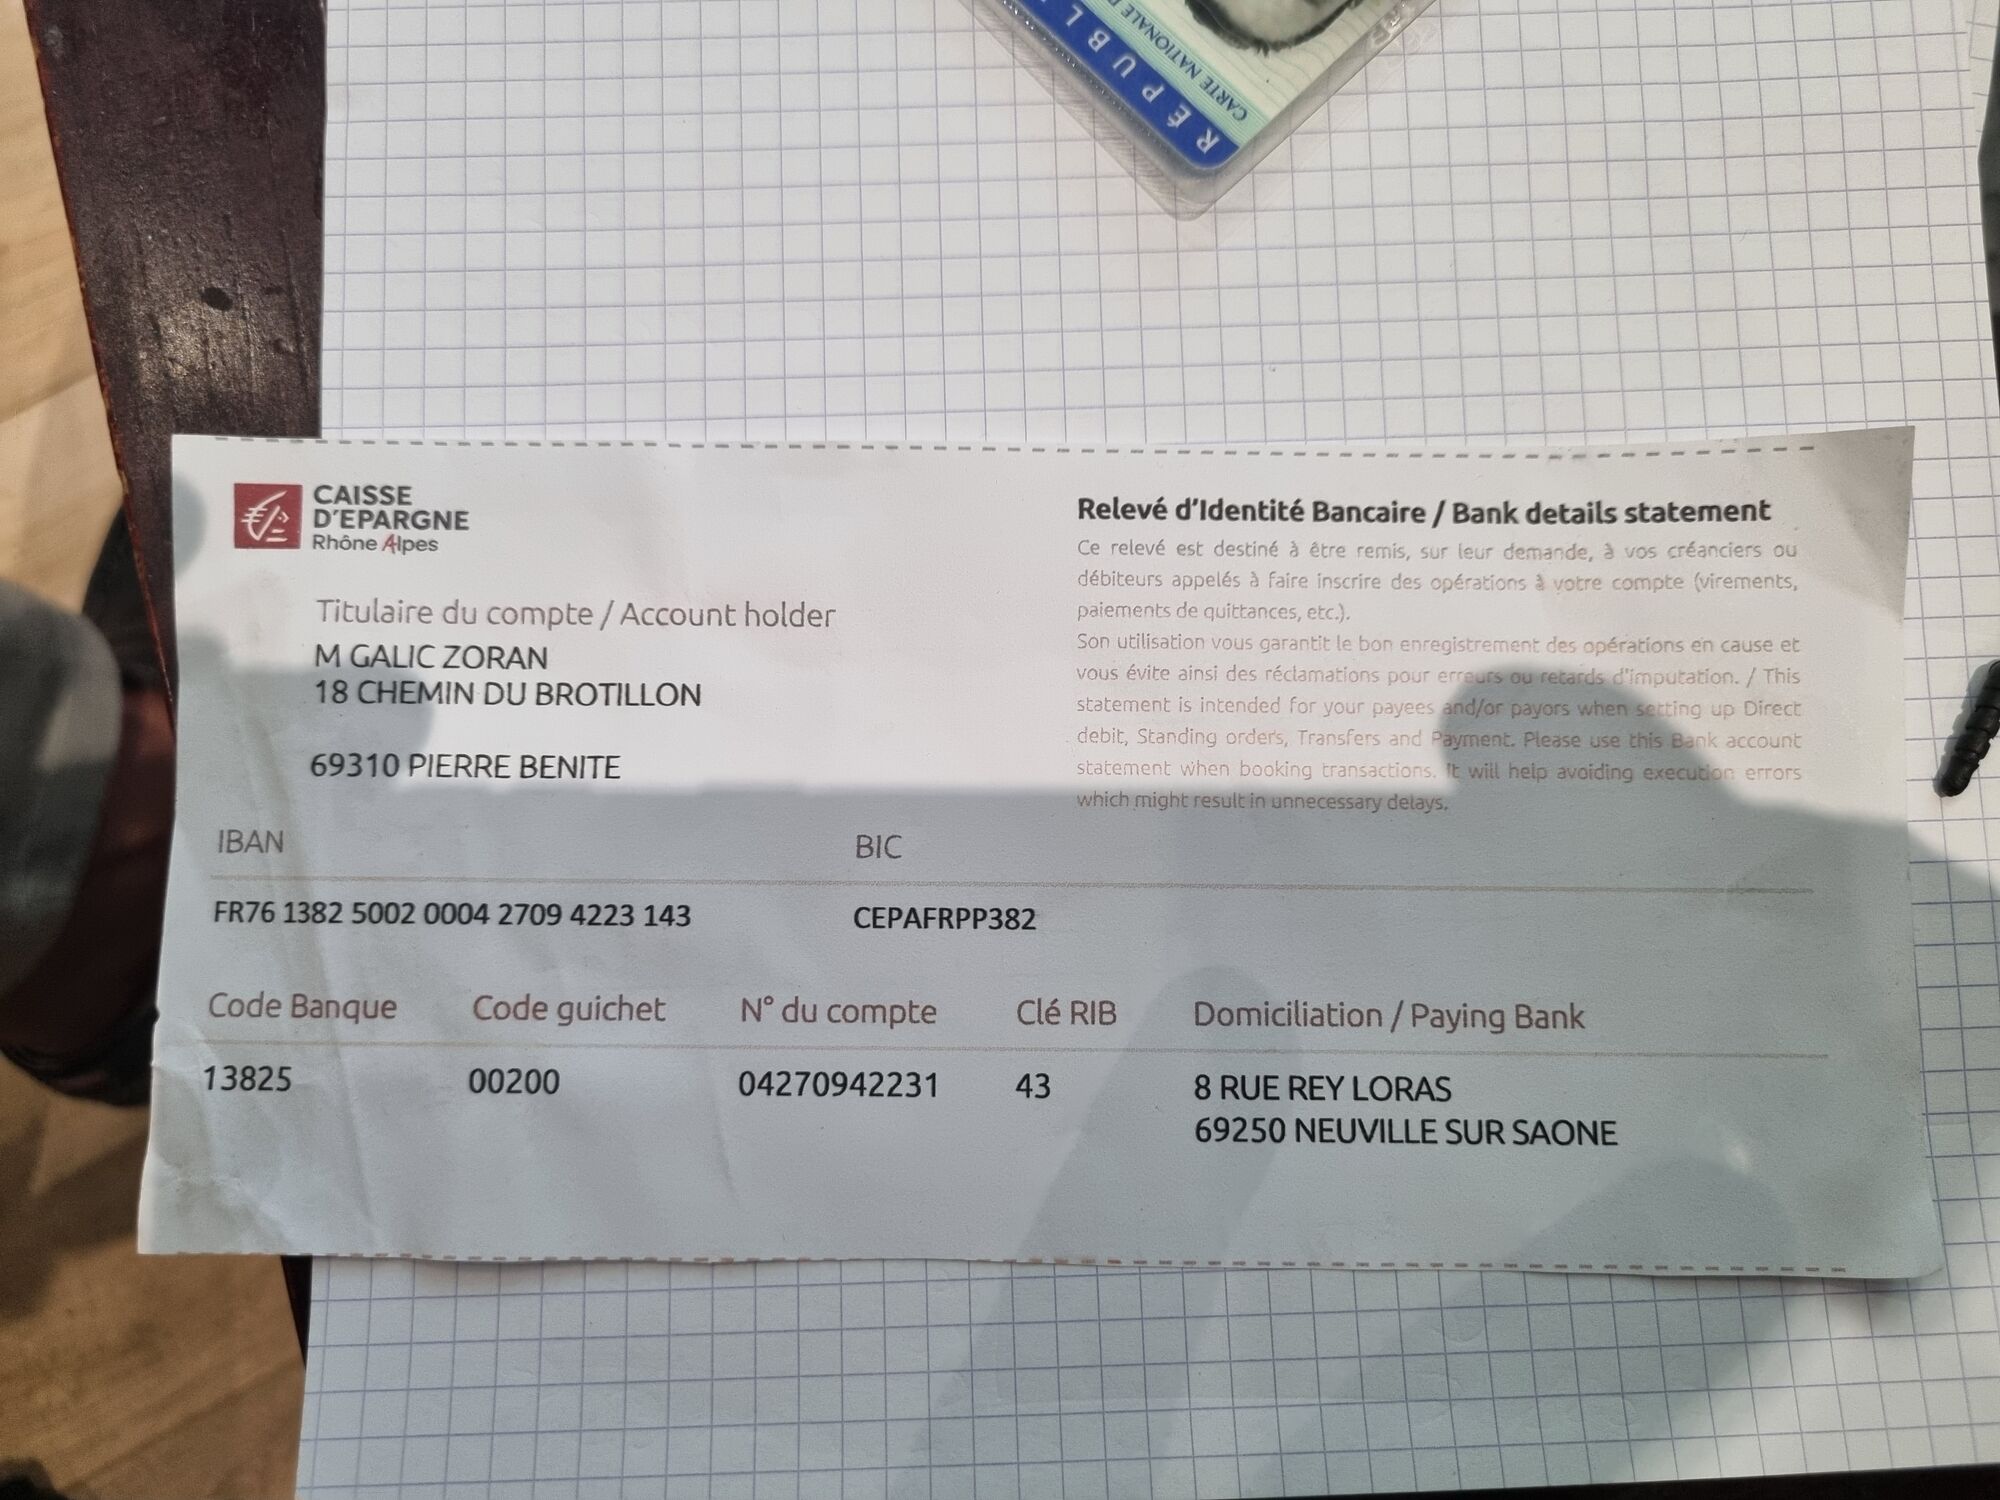 RÉPUBL
CARTE NATIONALE D
CAISSE
D'EPARGNE
Rhône Alpes
Relevé d'Identité Bancaire / Bank details statement
Ce relevé est destiné à être remis, sur leur demande, à vos créanciers ou
débiteurs appelés à faire inscrire des opérations à votre compte (virements,
paiements de quittances, etc.).
Son utilisation vous garantit le bon enregistrement des opérations en cause et
vous évite ainsi des réclamations pour erreurs ou retards d'imputation. / This
statement is intended for your payees and/or payors when setting up Direct
debit, Standing orders, Transfers and Payment. Please use this Bank account
statement when booking transactions. It will help avoiding execution errors
which might result in unnecessary delays.
Titulaire du compte / Account holder
M GALIC ZORAN
18 CHEMIN DU BROTILLON
69310 PIERRE BENITE
IBAN BIC
FR76 1382 5002 0004 2709 4223 143 CEPAFRPP382
Code Banque Code guichet N° du compte Clé RIB Domiciliation / Paying Bank
13825 00200 04270942231 43 8 RUE REY LORAS
69250 NEUVILLE SUR SAONE